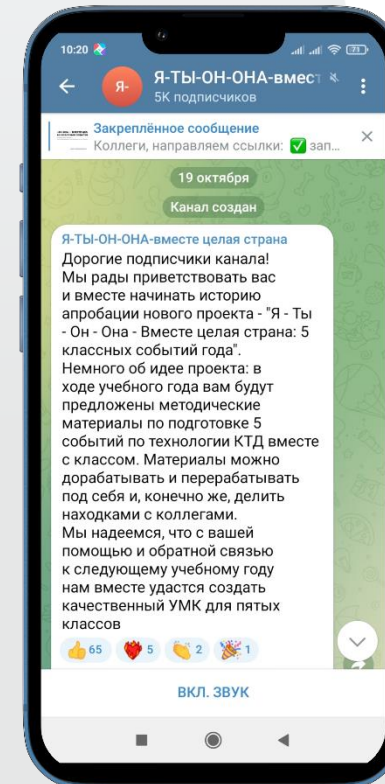 10:20
71
Я-
Я-ТЫ-ОН-ОНА-вмест
5K подписчиков
Закреплённое сообщение
Коллеги, направляем ссылки: ✅ зап...
19 октября
Канал создан
Я-ТЫ-ОН-ОНА-вместе целая страна
Дорогие подписчики канала!
Мы рады приветствовать вас
и вместе начинать историю
апробации нового проекта - "Я - Ты
- Он - Она - Вместе целая страна: 5
классных событий года".
Немного об идее проекта: в
ходе учебного года вам будут
предложены методические
материалы по подготовке 5
событий по технологии КТД вместе
с классом. Материалы можно
дорабатывать и перерабатывать
под себя и, конечно же, делить
находками с коллегами.
Мы надеемся, что с вашей
помощью и обратной связью
к следующему учебному году
нам вместе удастся создать
качественный УМК для пятых
классов
👍 65 ❤️‍🔥 5 👏 2 🎉 1
ВКЛ. ЗВУК